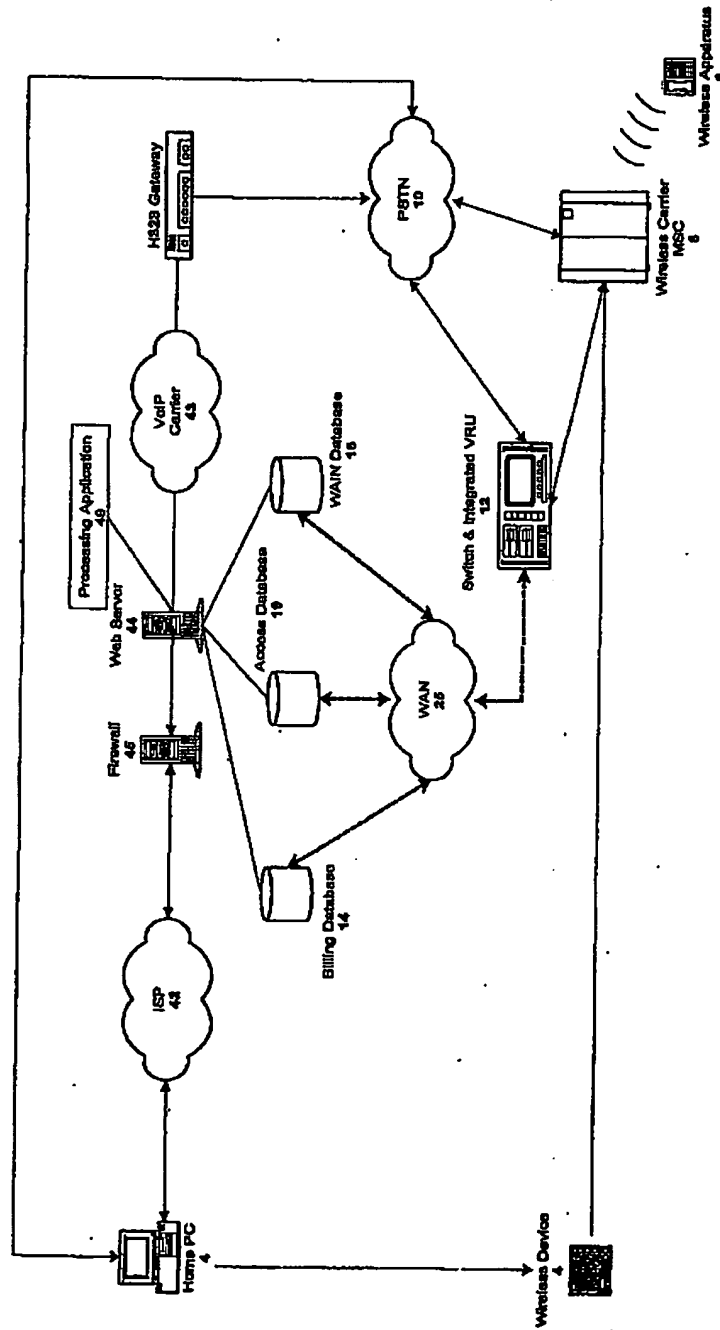 Home PC
4
ISP
42
Firewall
45
Web Server
44
Processing Application
49
VoIP
Carrier
43
H323 Gateway
Billing Database
14
Access Database
19
WAIN Database
16
WAN
25
PSTN
10
Switch & Integrated VRU
12
Wireless Device
4
Wireless Carrier
MSC
6
Wireless Apparatus